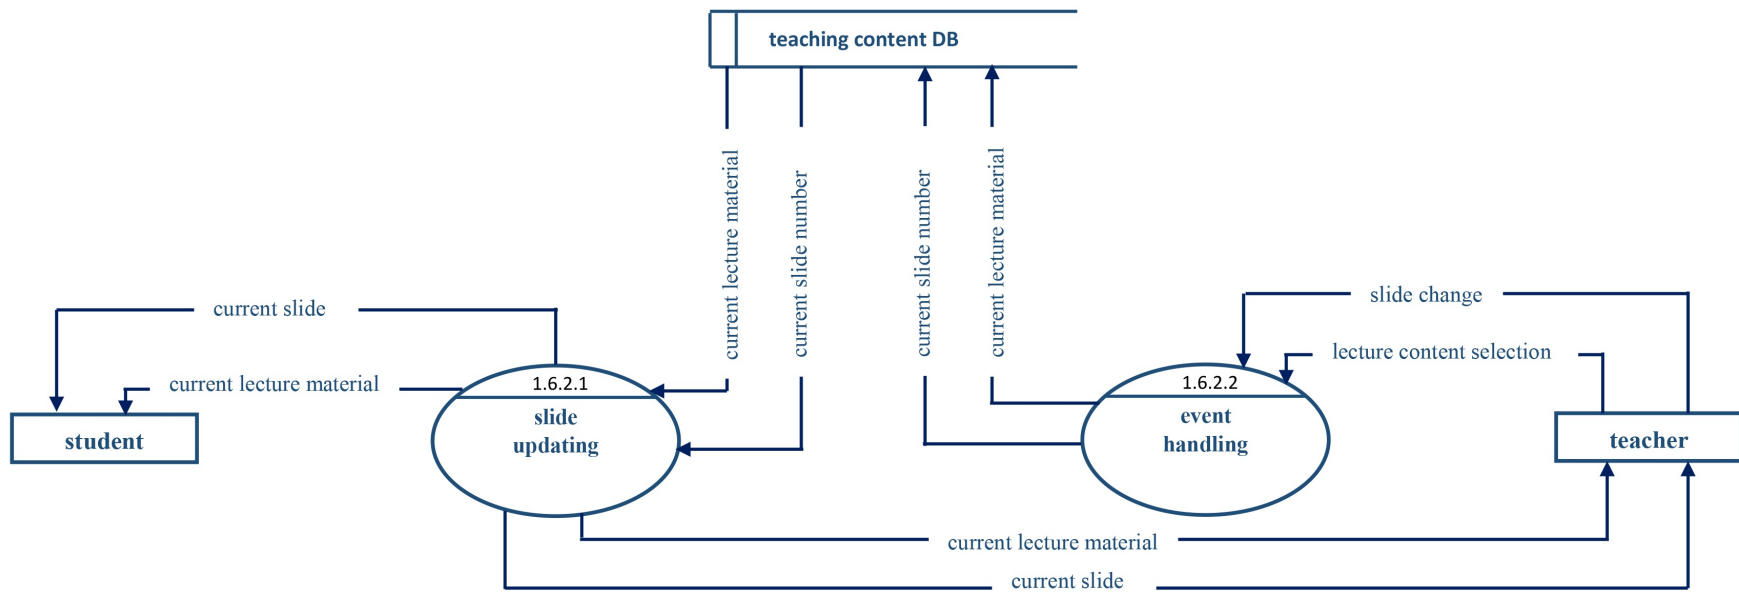 teaching content DB
current lecture material
current slide number
current slide number
current lecture material
current slide
slide change
lecture content selection
current lecture material
1.6.2.1
1.6.2.2
slide
updating
event
handling
student
teacher
current lecture material
current slide